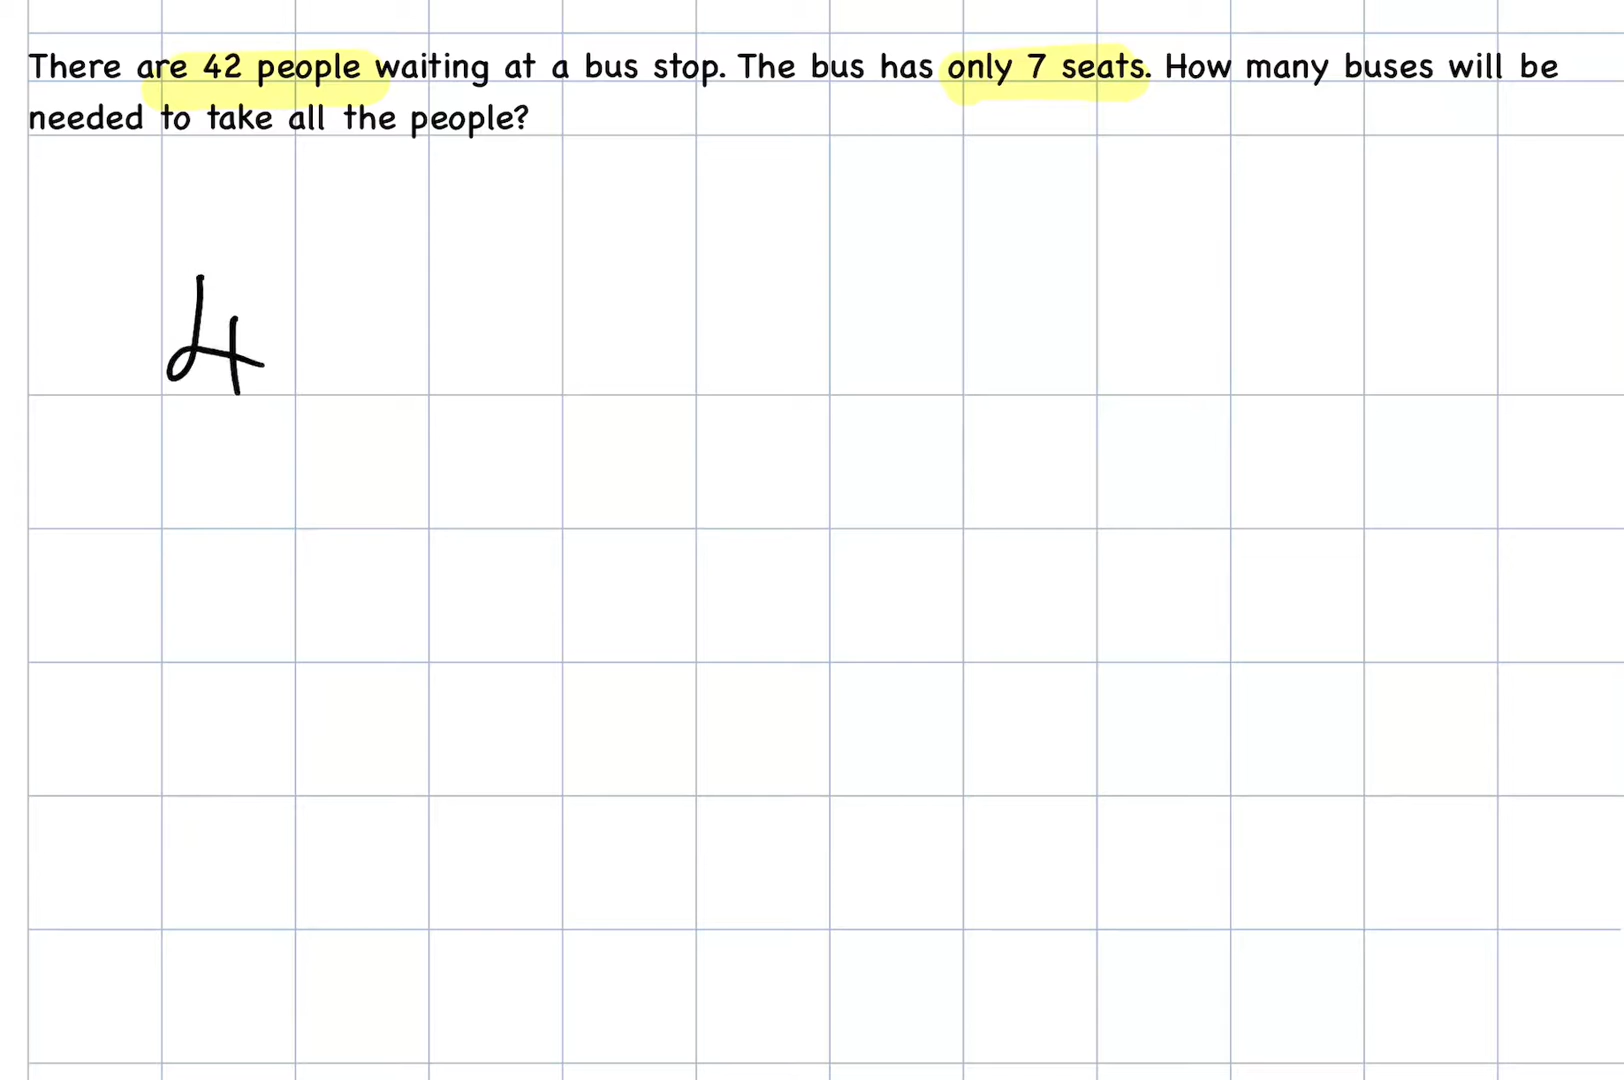 There are 42 people waiting at a bus stop. The bus has only 7 seats. How many buses will be
needed to take all the people?
4